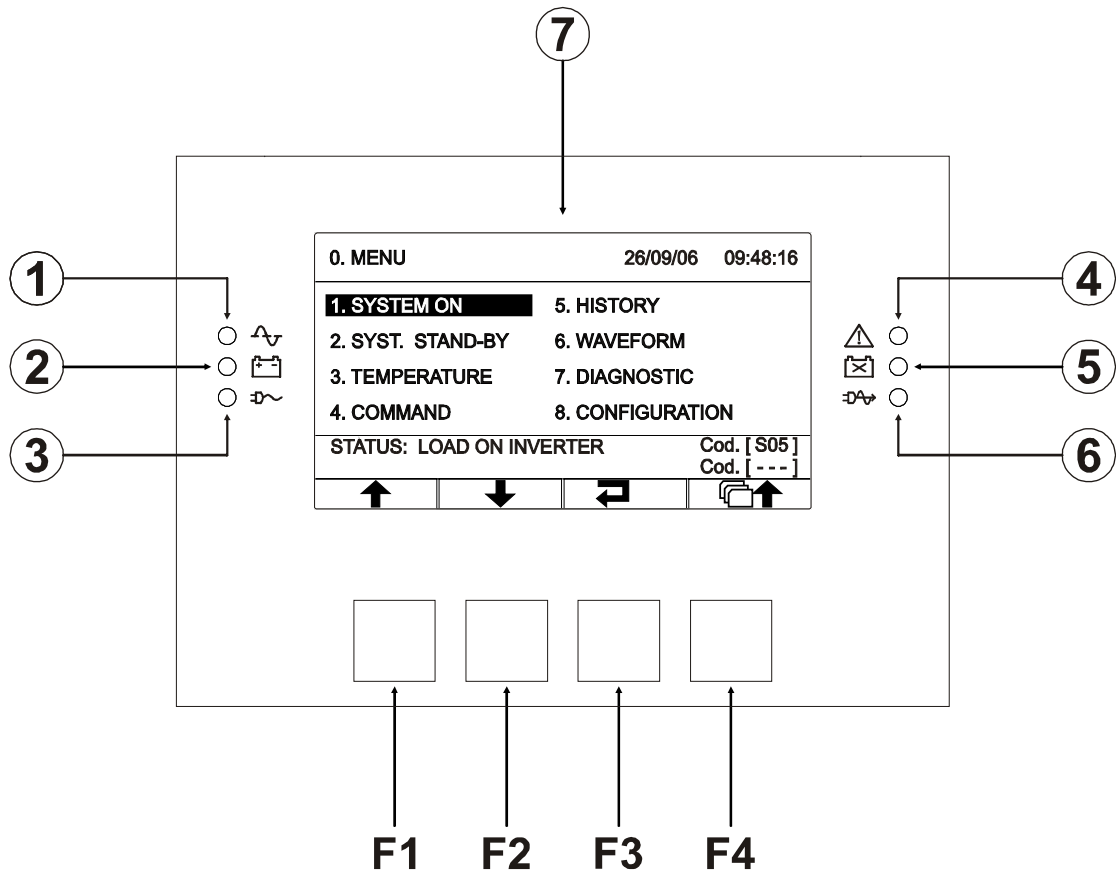 7
0. MENU 26/09/06 09:48:16
1 4
1. SYSTEM ON 5. HISTORY
2. SYST. STAND-BY 6. WAVEFORM
2 5
3. TEMPERATURE 7. DIAGNOSTIC
4. COMMAND 8. CONFIGURATION
3 6
STATUS: LOAD ON INVERTER Cod. [ S05 ]
Cod. [ - - - ]
F1 F2 F3 F4